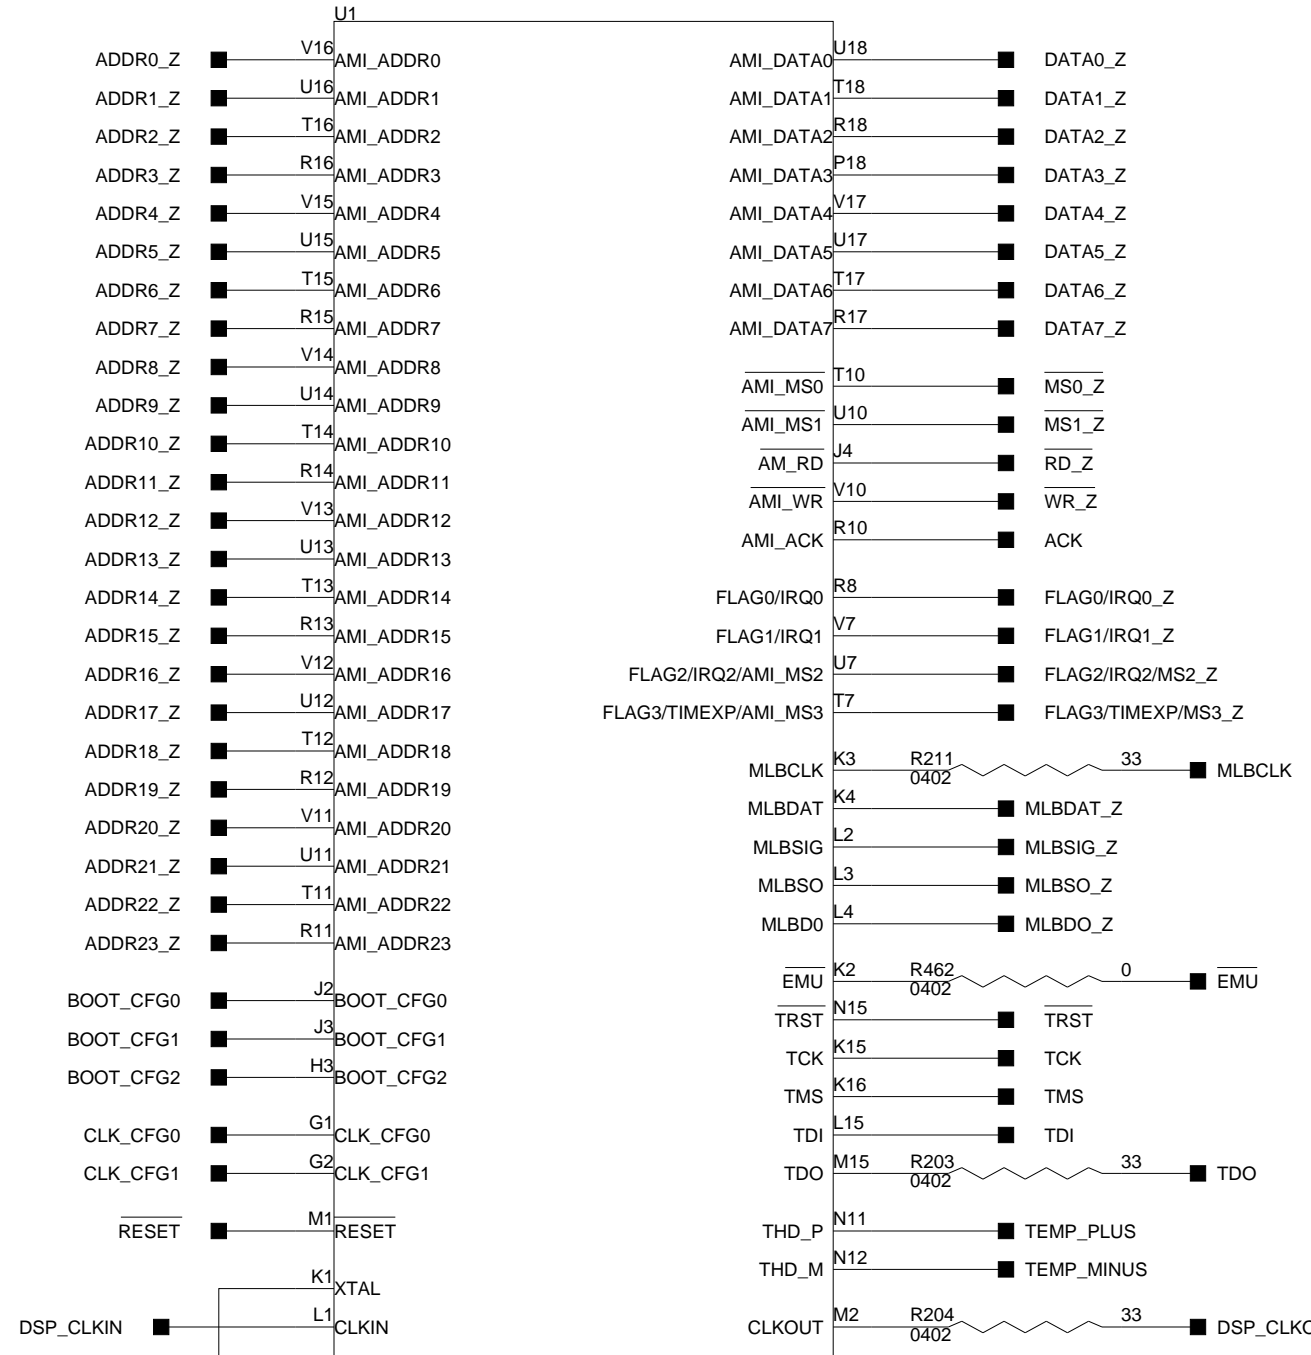 U1
ADDR0_Z V16 AMI_ADDR0 AMI_DATA0 U18 DATA0_Z
ADDR1_Z U16 AMI_ADDR1 AMI_DATA1 T18 DATA1_Z
ADDR2_Z T16 AMI_ADDR2 AMI_DATA2 R18 DATA2_Z
ADDR3_Z R16 AMI_ADDR3 AMI_DATA3 P18 DATA3_Z
ADDR4_Z V15 AMI_ADDR4 AMI_DATA4 V17 DATA4_Z
ADDR5_Z U15 AMI_ADDR5 AMI_DATA5 U17 DATA5_Z
ADDR6_Z T15 AMI_ADDR6 AMI_DATA6 T17 DATA6_Z
ADDR7_Z R15 AMI_ADDR7 AMI_DATA7 R17 DATA7_Z
ADDR8_Z V14 AMI_ADDR8
AMI_MS0 T10 MS0_Z
ADDR9_Z U14 AMI_ADDR9
AMI_MS1 U10 MS1_Z
ADDR10_Z T14 AMI_ADDR10
AM_RD J4 RD_Z
ADDR11_Z R14 AMI_ADDR11
AMI_WR V10 WR_Z
ADDR12_Z V13 AMI_ADDR12
AMI_ACK R10 ACK
ADDR13_Z U13 AMI_ADDR13
ADDR14_Z T13 AMI_ADDR14 FLAG0/IRQ0 R8 FLAG0/IRQ0_Z
ADDR15_Z R13 AMI_ADDR15 FLAG1/IRQ1 V7 FLAG1/IRQ1_Z
ADDR16_Z V12 AMI_ADDR16 FLAG2/IRQ2/AMI_MS2 U7 FLAG2/IRQ2/MS2_Z
ADDR17_Z U12 AMI_ADDR17 FLAG3/TIMEXP/AMI_MS3 T7 FLAG3/TIMEXP/MS3_Z
ADDR18_Z T12 AMI_ADDR18
MLBCLK K3 R211 33 MLBCLK
0402
ADDR19_Z R12 AMI_ADDR19
MLBDAT K4 MLBDAT_Z
ADDR20_Z V11 AMI_ADDR20
MLBSIG L2 MLBSIG_Z
ADDR21_Z U11 AMI_ADDR21
MLBSO L3 MLBSO_Z
ADDR22_Z T11 AMI_ADDR22
MLBD0 L4 MLBDO_Z
ADDR23_Z R11 AMI_ADDR23
EMU K2 R462 0 EMU
0402
BOOT_CFG0 J2 BOOT_CFG0
TRST N15 TRST
BOOT_CFG1 J3 BOOT_CFG1
TCK K15 TCK
BOOT_CFG2 H3 BOOT_CFG2
TMS K16 TMS
CLK_CFG0 G1 CLK_CFG0 TDI L15 TDI
CLK_CFG1 G2 CLK_CFG1 TDO M15 R203 33 TDO
0402
RESET M1 RESET THD_P N11 TEMP_PLUS
THD_M N12 TEMP_MINUS
K1 XTAL
DSP_CLKIN L1 CLKIN CLKOUT M2 R204 33
0402